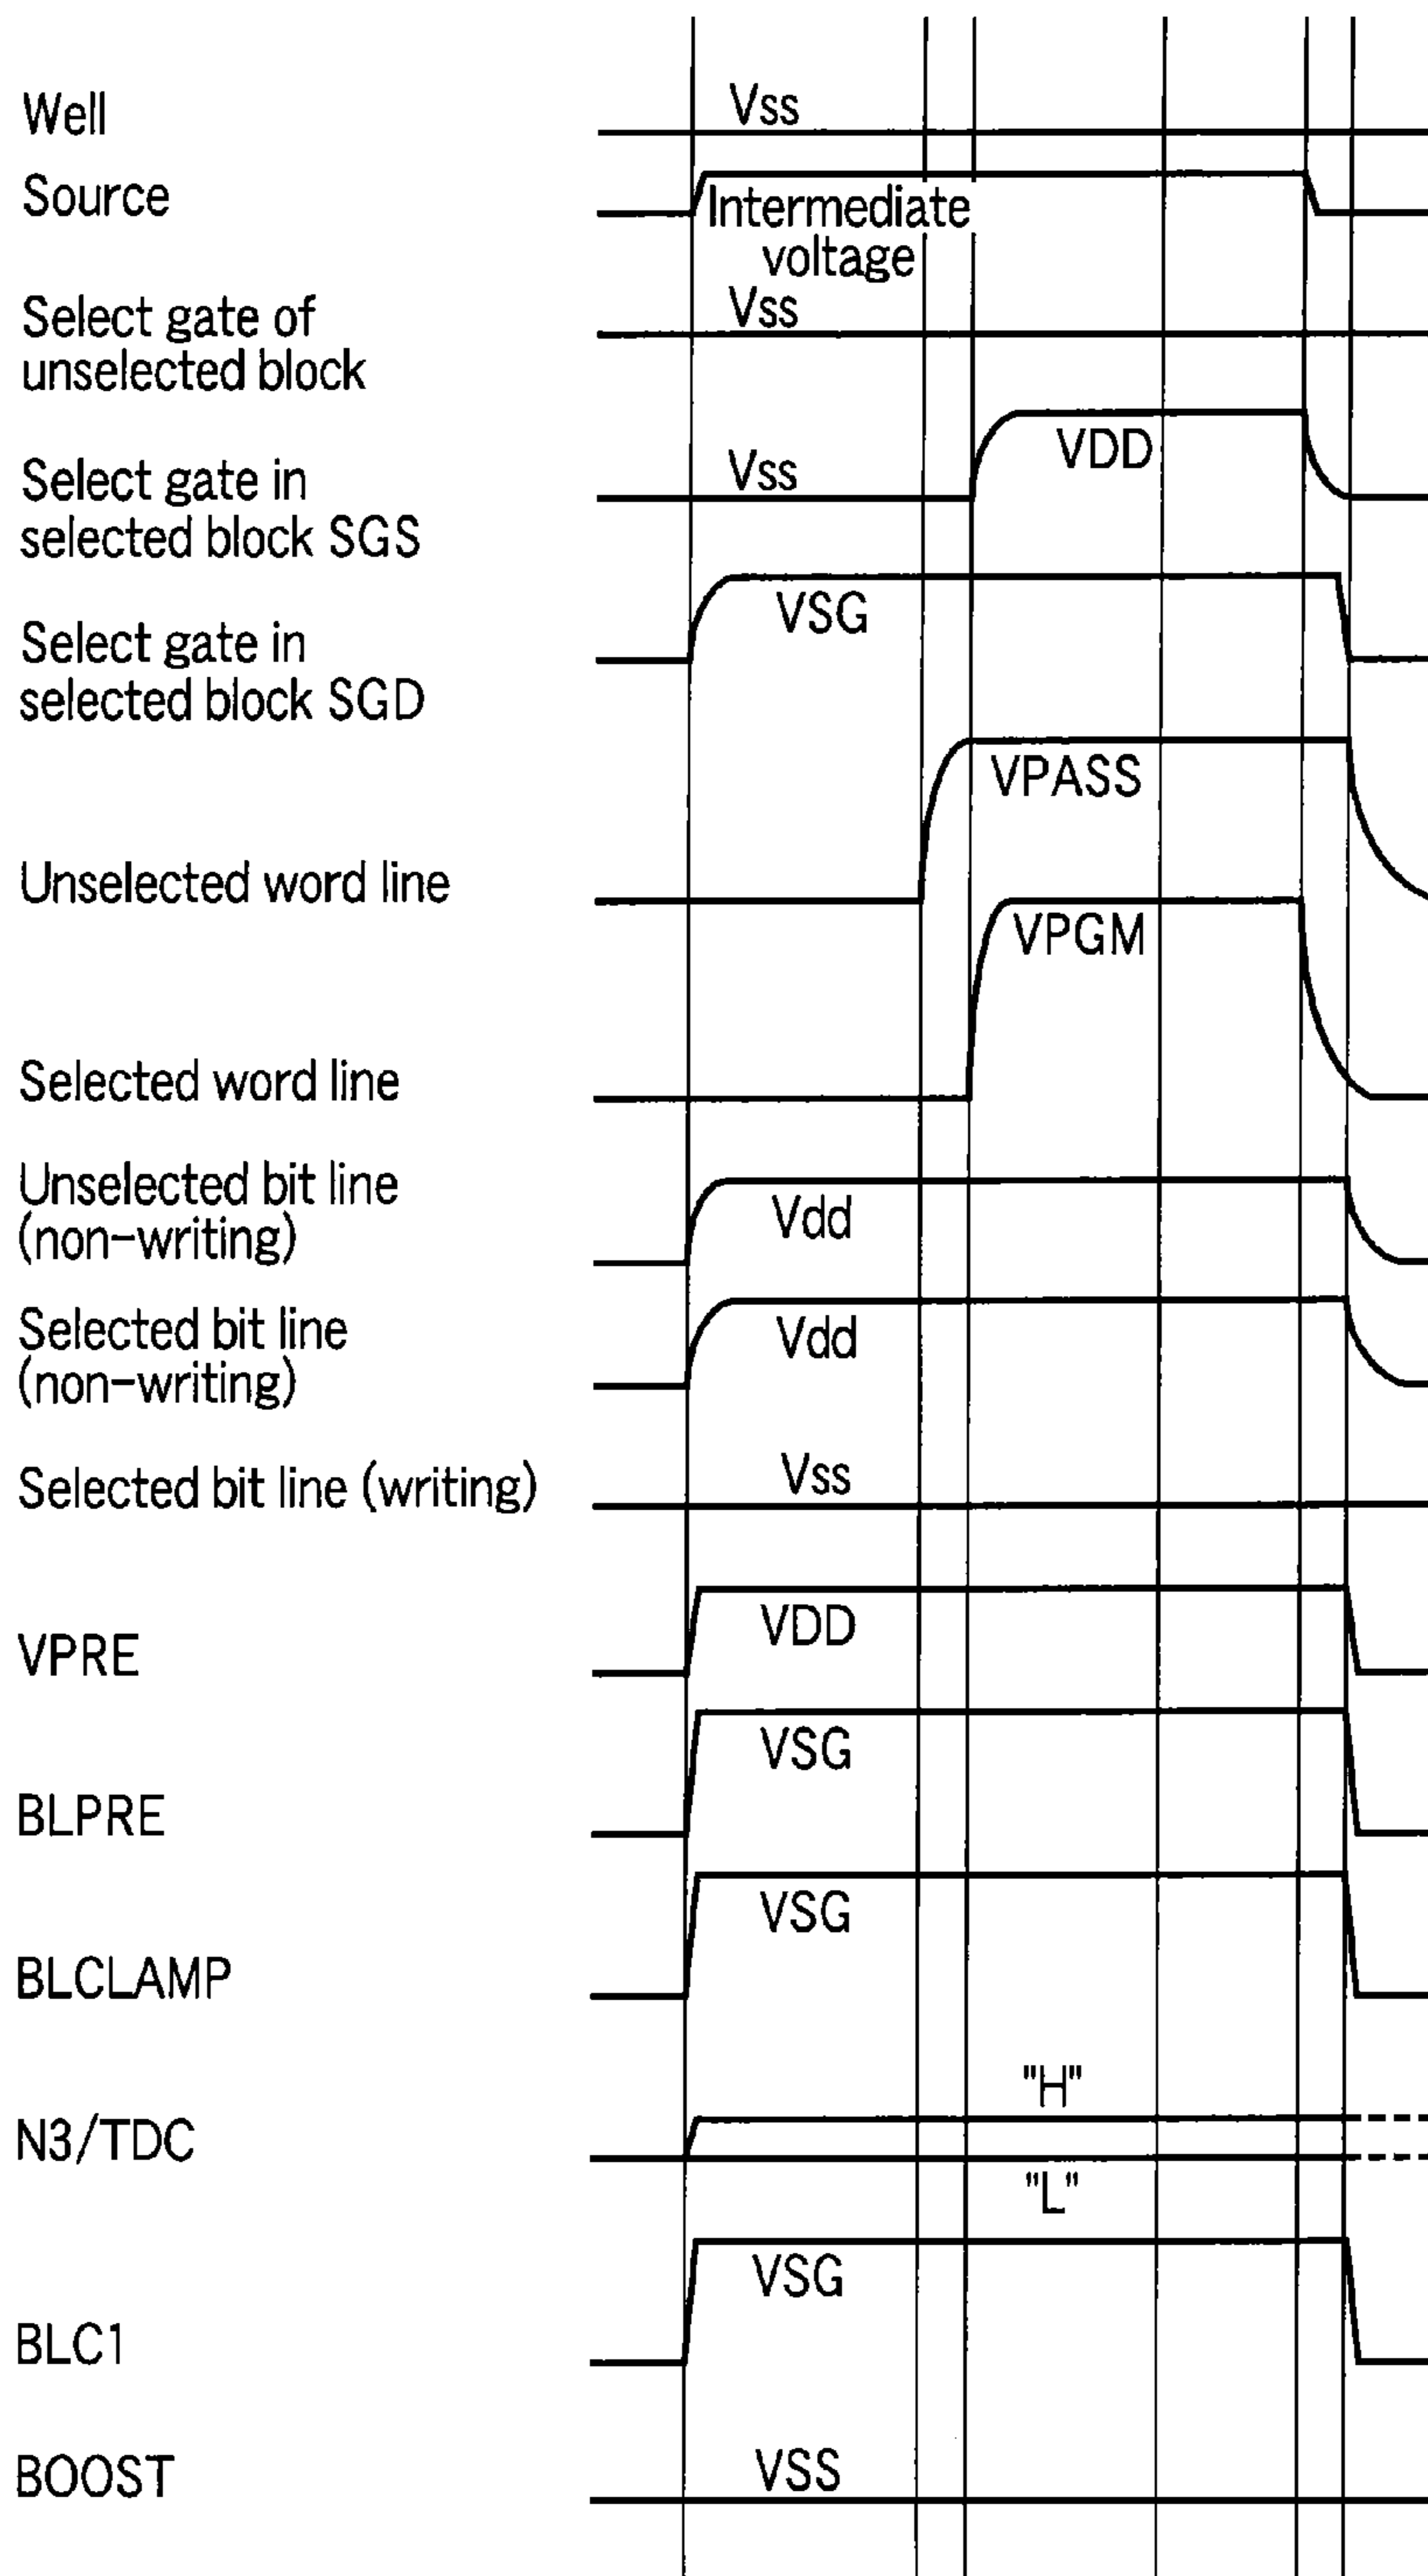 Well
Vss
Source
Intermediate
voltage
Select gate of
unselected block
Vss
Select gate in
selected block SGS
Vss
VDD
Select gate in
selected block SGD
VSG
Unselected word line
VPASS
Selected word line
VPGM
Unselected bit line
(non-writing)
Vdd
Selected bit line
(non-writing)
Vdd
Selected bit line (writing)
Vss
VPRE
VDD
BLPRE
VSG
BLCLAMP
VSG
N3/TDC
"H"
"L"
BLC1
VSG
BOOST
VSS